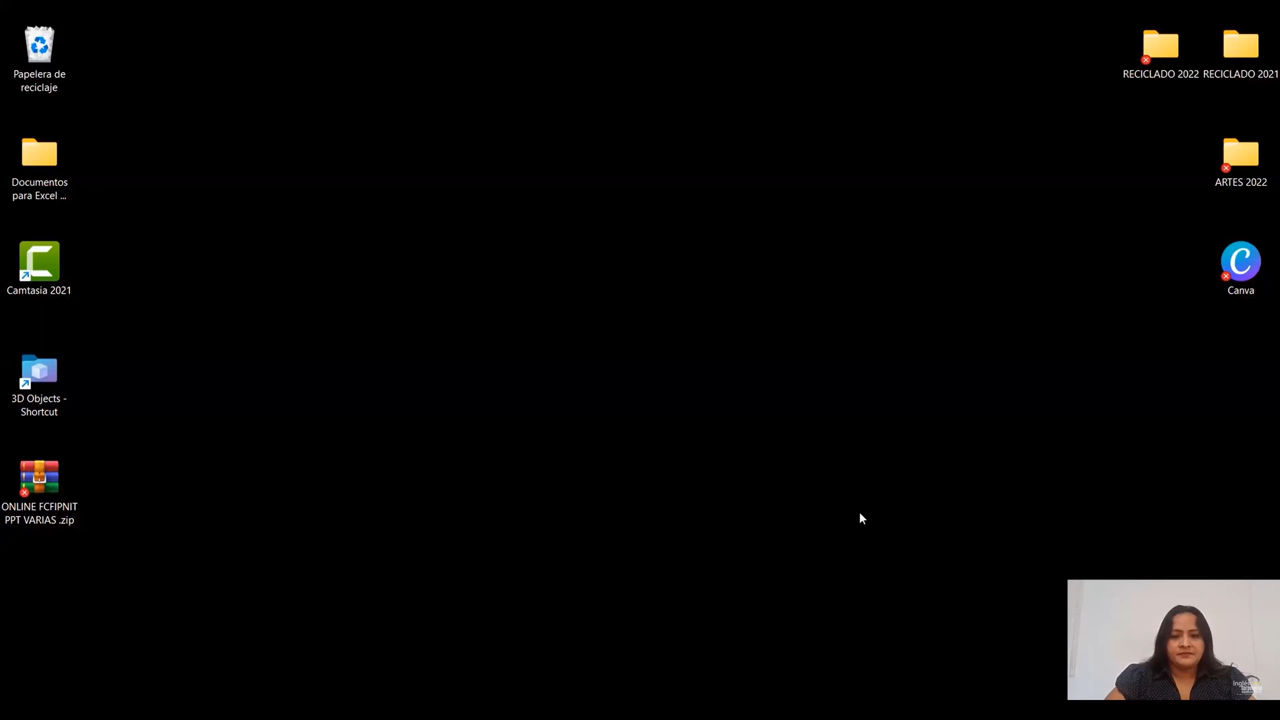 Papelera de
reciclaje
Documentos
para Excel ...
Camtasia 2021
3D Objects -
Shortcut
ONLINE FCFIPNIT
PPT VARIAS .zip
RECICLADO 2022
RECICLADO 2021
ARTES 2022
Canva